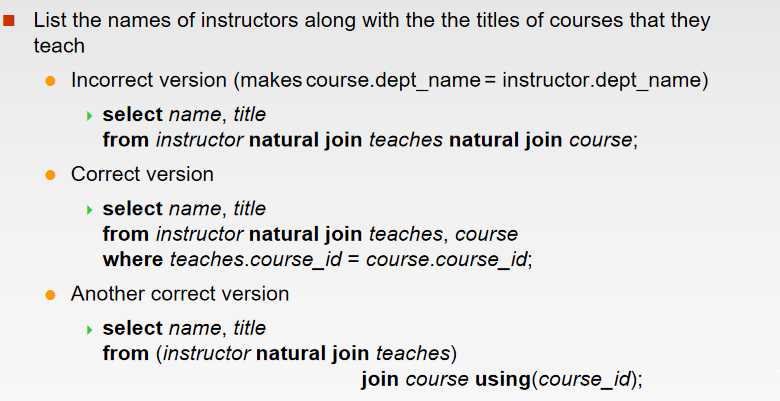 List the names of instructors along with the the titles of courses that they
teach
Incorrect version (makes course.dept_name = instructor.dept_name)
select name, title
from instructor natural join teaches natural join course;
Correct version
select name, title
from instructor natural join teaches, course
where teaches.course_id = course.course_id;
Another correct version
select name, title
from (instructor natural join teaches)
join course using(course_id);